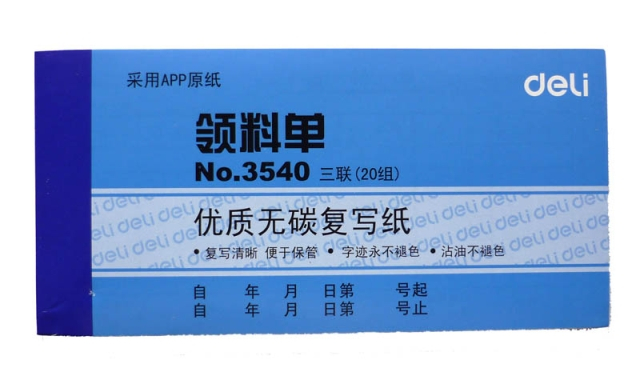 采用APP原纸
deli
领料单
No.3540 三联(20组)
优质无碳复写纸
• 复写清晰 便于保管 • 字迹永不褪色 • 沾油不褪色
自 年 月 日第 号起
自 年 月 日第 号止